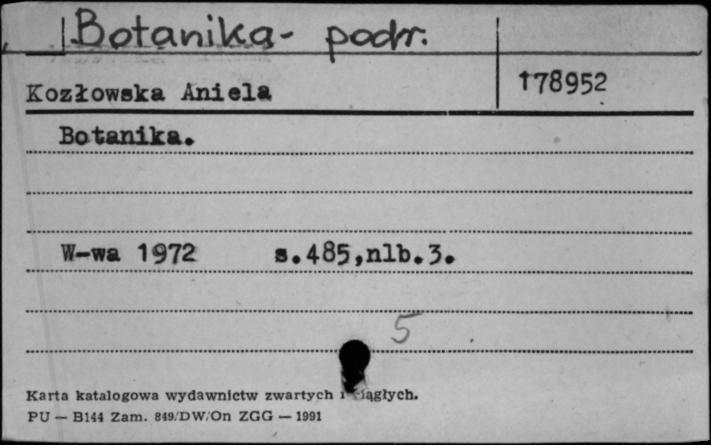 Botanika- podr.
Kozłowska Aniela
178952
Botanika.
W-wa 1972 s.485,nlb.3.
5
Karta katalogowa wydawnictw zwartych i ciągłych.
PU — B144 Zam. 849/DW/On ZGG — 1991